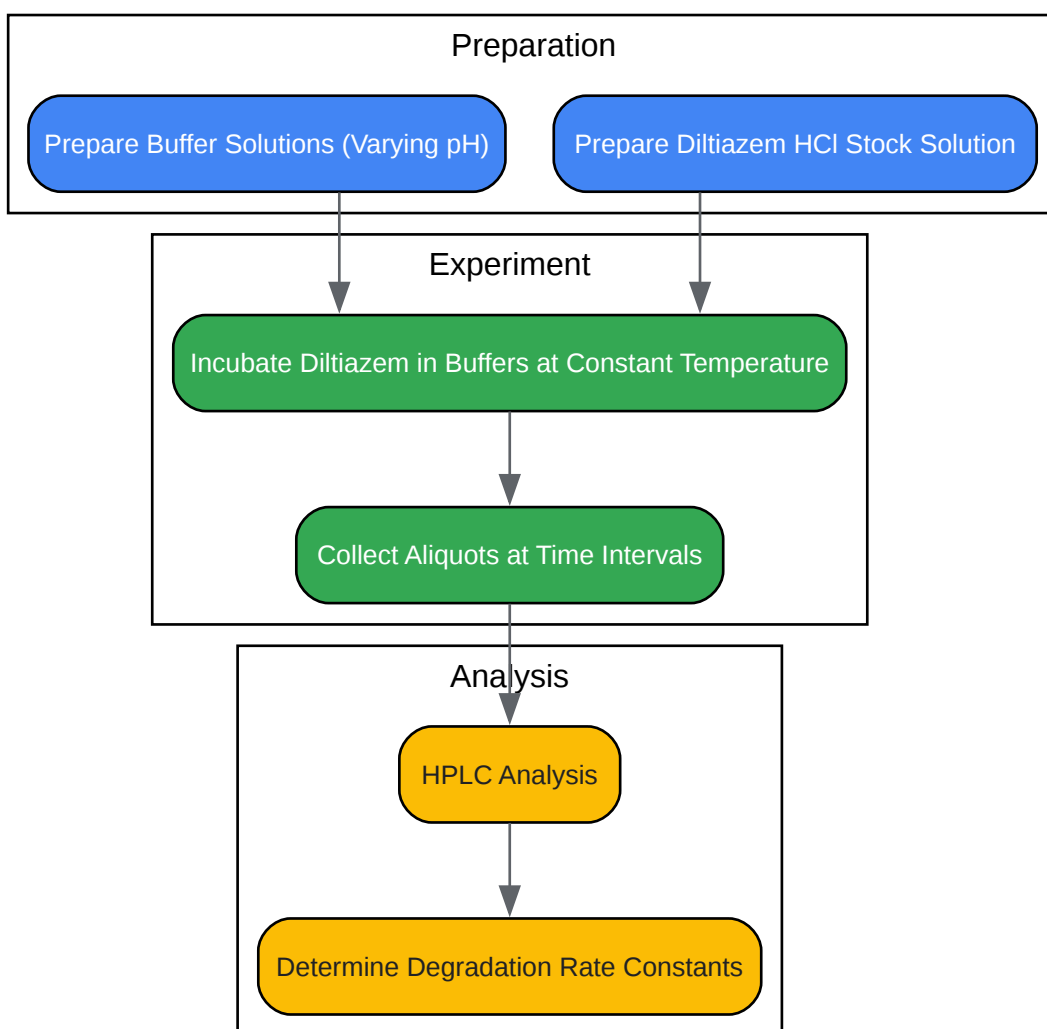 Preparation
Prepare Buffer Solutions (Varying pH)
Prepare Diltiazem HCl Stock Solution
Experiment
Incubate Diltiazem in Buffers at Constant Temperature
Collect Aliquots at Time Intervals
Analysis
HPLC Analysis
Determine Degradation Rate Constants